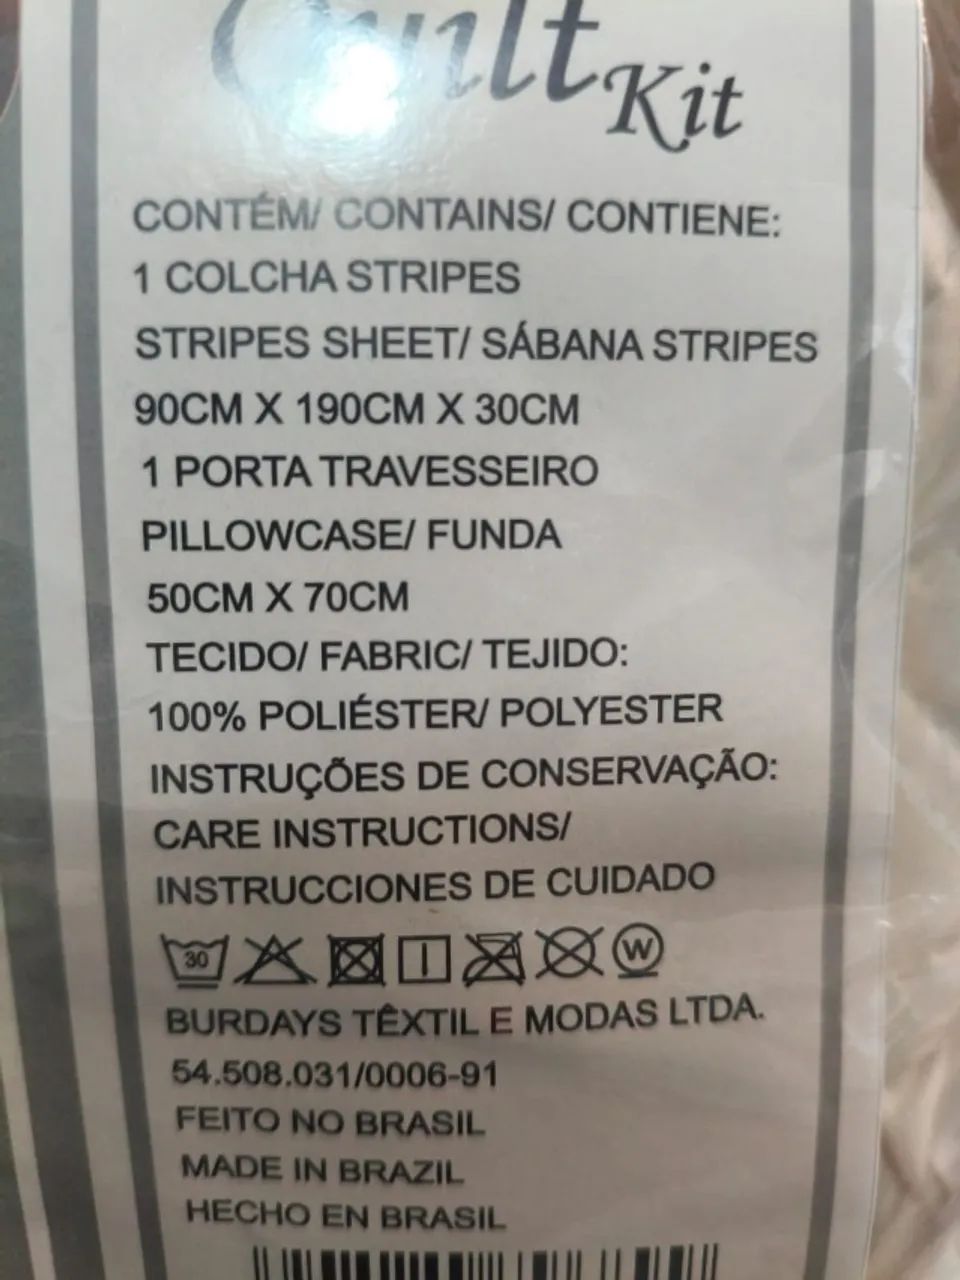 Quilt
Kit
CONTÉM/ CONTAINS/ CONTIENE:
1 COLCHA STRIPES
STRIPES SHEET/ SÁBANA STRIPES
90CM X 190CM X 30CM
1 PORTA TRAVESSEIRO
PILLOWCASE/ FUNDA
50CM X 70CM
TECIDO/ FABRIC/ TEJIDO:
100% POLIÉSTER/ POLYESTER
INSTRUÇÕES DE CONSERVAÇÃO:
CARE INSTRUCTIONS/
INSTRUCCIONES DE CUIDADO
30 W
BURDAYS TÊXTIL E MODAS LTDA.
54.508.031/0006-91
FEITO NO BRASIL
MADE IN BRAZIL
HECHO EN BRASIL